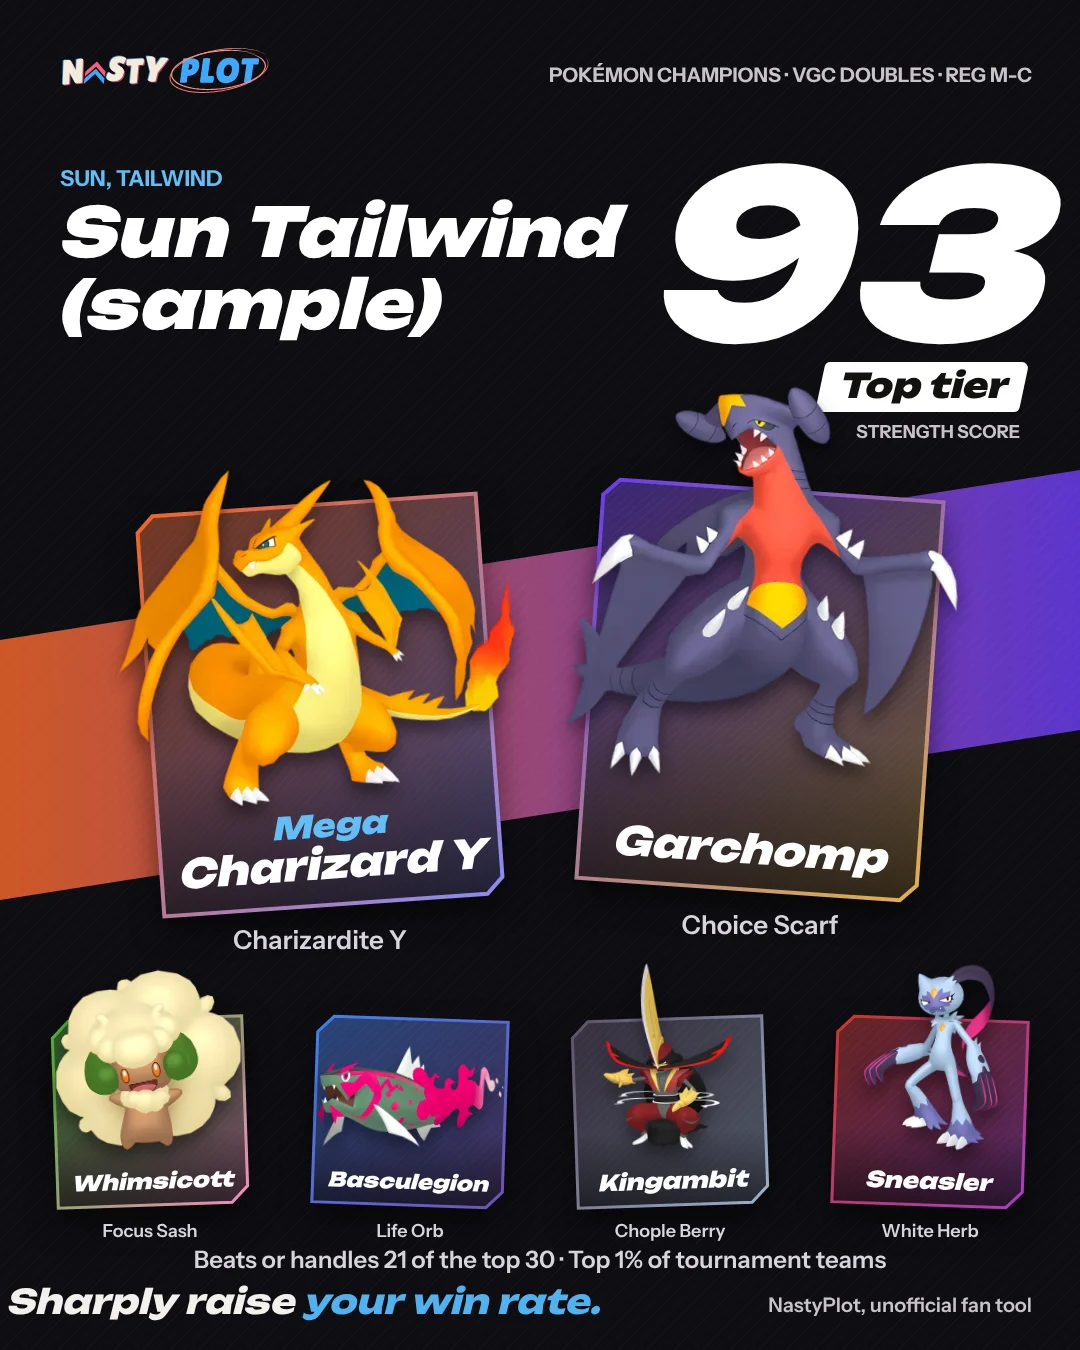 NASTY PLOT
POKÉMON CHAMPIONS · VGC DOUBLES · REG M-C
SUN, TAILWIND
Sun Tailwind
(sample)
93
Top tier
STRENGTH SCORE
Mega
Charizard Y
Charizardite Y
Garchomp
Choice Scarf
Whimsicott
Focus Sash
Basculegion
Life Orb
Kingambit
Chople Berry
Sneasler
White Herb
Beats or handles 21 of the top 30 · Top 1% of tournament teams
Sharply raise your win rate.
NastyPlot, unofficial fan tool